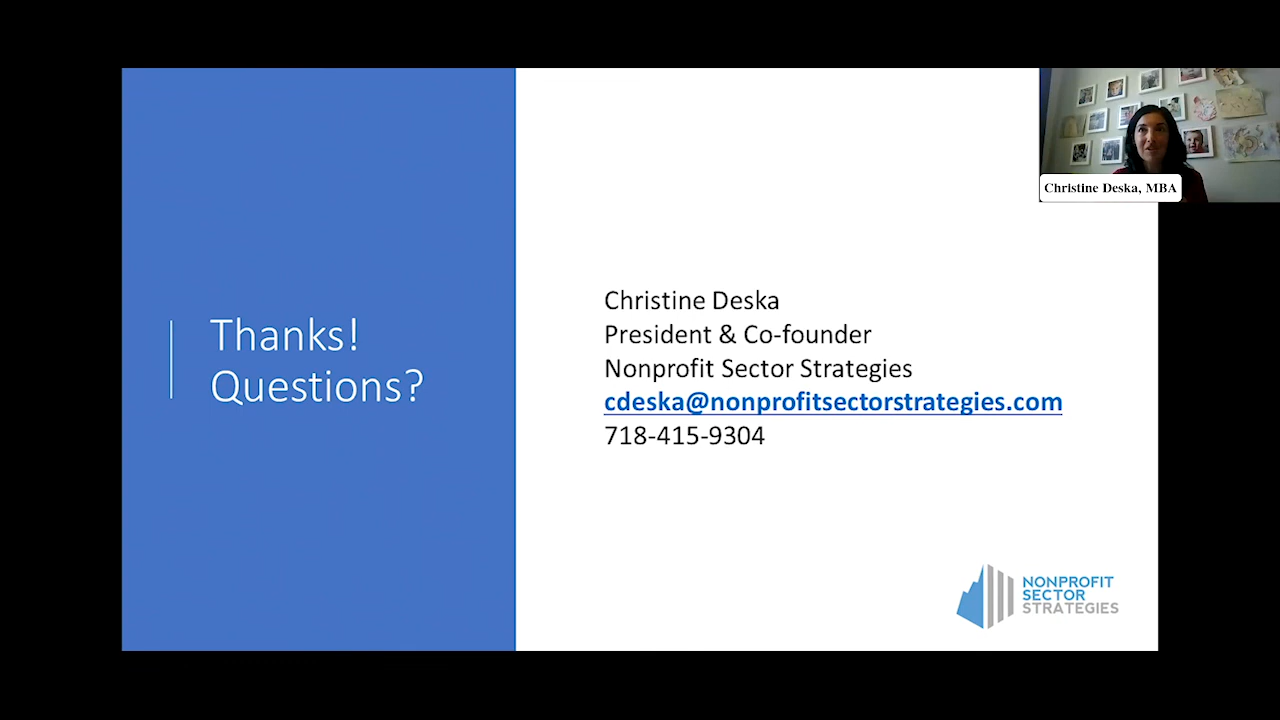 Christine Deska, MBA
Thanks!
Questions?
Christine Deska
President & Co-founder
Nonprofit Sector Strategies
cdeska@nonprofitsectorstrategies.com
718-415-9304
NONPROFIT
SECTOR
STRATEGIES